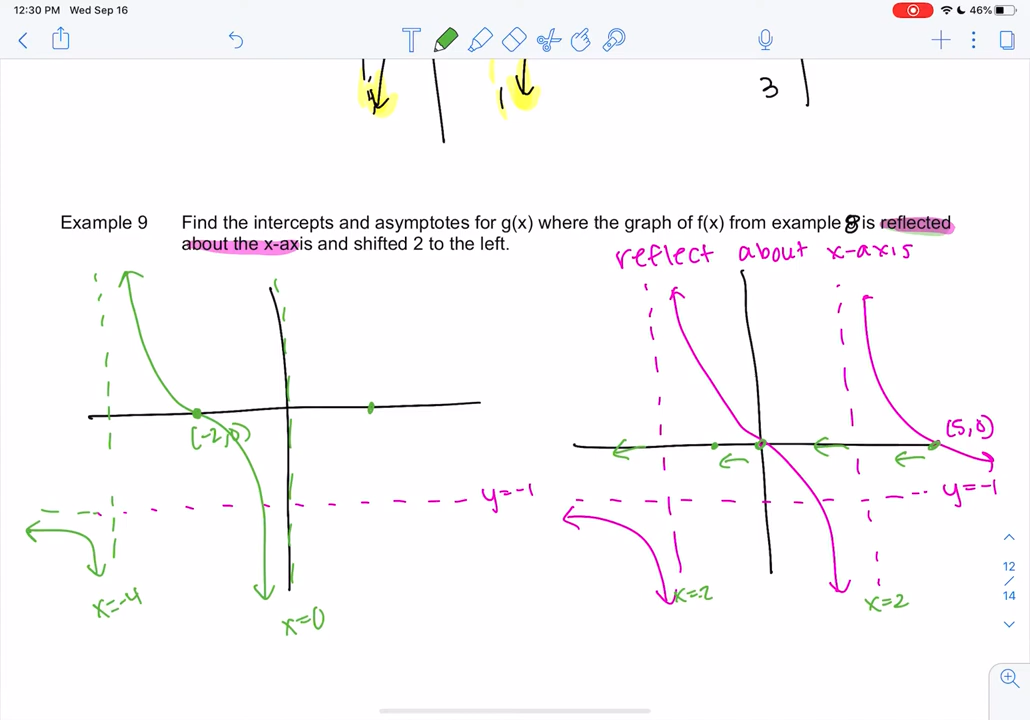 12:30 PM Wed Sep 16
46%
T
3
Example 9 Find the intercepts and asymptotes for g(x) where the graph of f(x) from example 8 is reflected
about the x-axis and shifted 2 to the left.
reflect about x-axis
(-2,0)
(5,0)
y=-1
y=-1
x=-4
x=0
x=-2
x=2
12
/
14